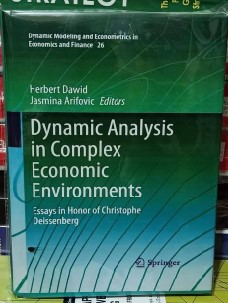 STRATEGY
Dynamic Modeling and Econometrics in
Economics and Finance 26
Herbert Dawid
Jasmina Arifovic Editors
Dynamic Analysis
in Complex
Economic
Environments
Essays in Honor of Christophe
Deissenberg
Springer